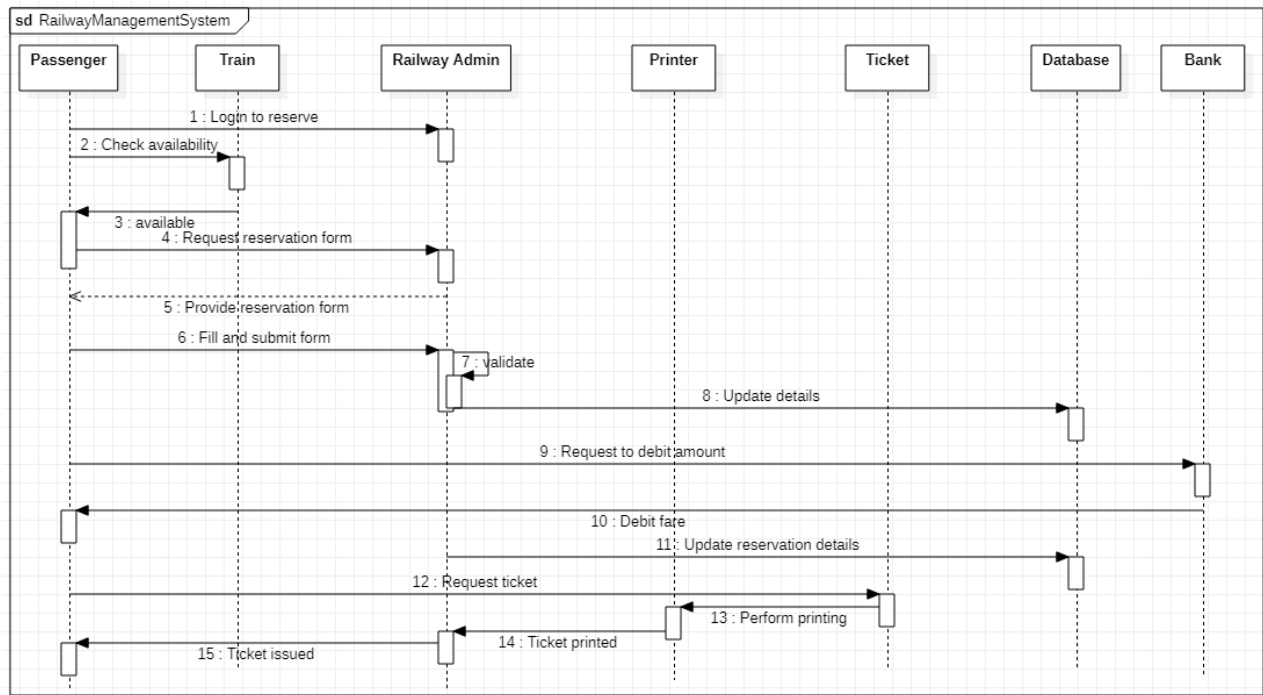 sd RailwayManagementSystem
Passenger
Train
Railway Admin
Printer
Ticket
Database
Bank
1 : Login to reserve
2 : Check availability
3 : available
4 : Request reservation form
5 : Provide reservation form
6 : Fill and submit form
7 : validate
8 : Update details
9 : Request to debit amount
10 : Debit fare
11 : Update reservation details
12 : Request ticket
13 : Perform printing
14 : Ticket printed
15 : Ticket issued